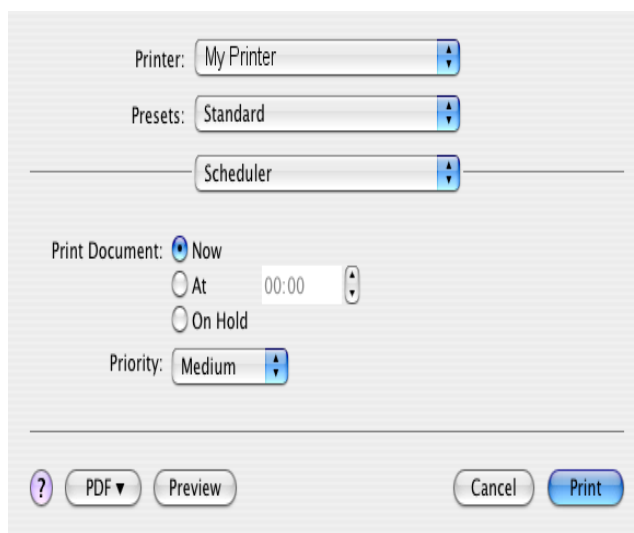 Printer: My Printer
Presets: Standard
Scheduler
Print Document: Now
At 00:00
On Hold
Priority: Medium
? PDF ▼ Preview Cancel Print